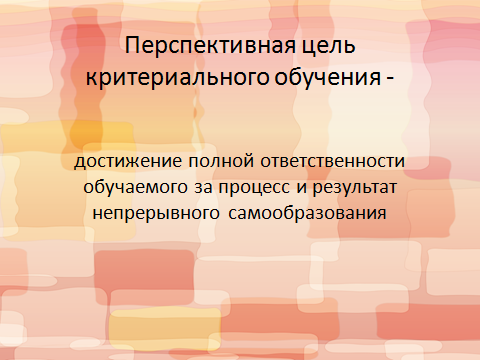 Перспективная цель
критериального обучения -
достижение полной ответственности
обучаемого за процесс и результат
непрерывного самообразования